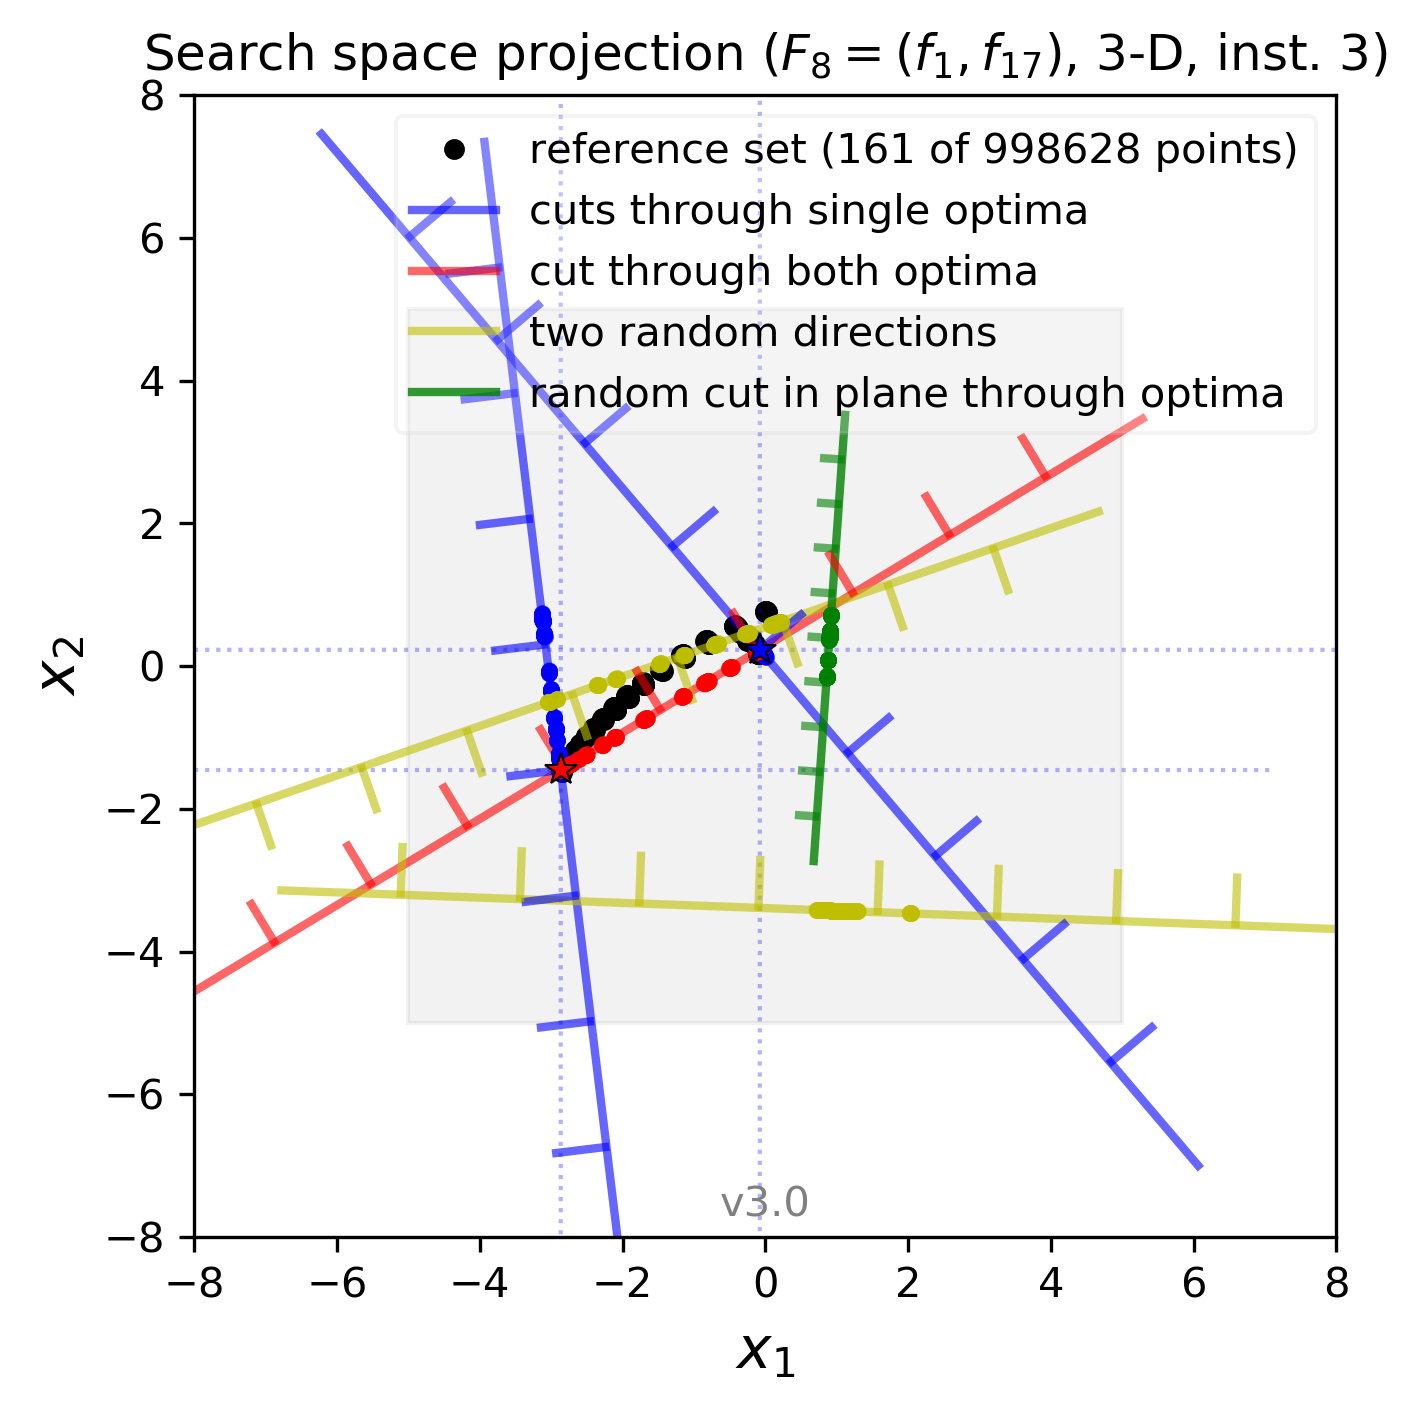 Search space projection (F₈ = (f₁, f₁₇), 3-D, inst. 3)
reference set (161 of 998628 points)
cuts through single optima
cut through both optima
two random directions
random cut in plane through optima
8
6
4
2
0
−2
−4
−6
−8
x₂
v3.0
−8 −6 −4 −2 0 2 4 6 8
x₁